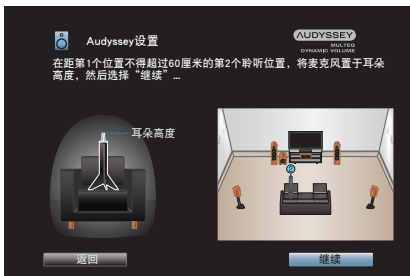 Audyssey设置
AUDYSSEY
MULTEQ
DYNAMIC VOLUME
在距第1个位置不得超过60厘米的第2个聆听位置，将麦克风置于耳朵
高度，然后选择“继续”…
耳朵高度
2
返回
继续